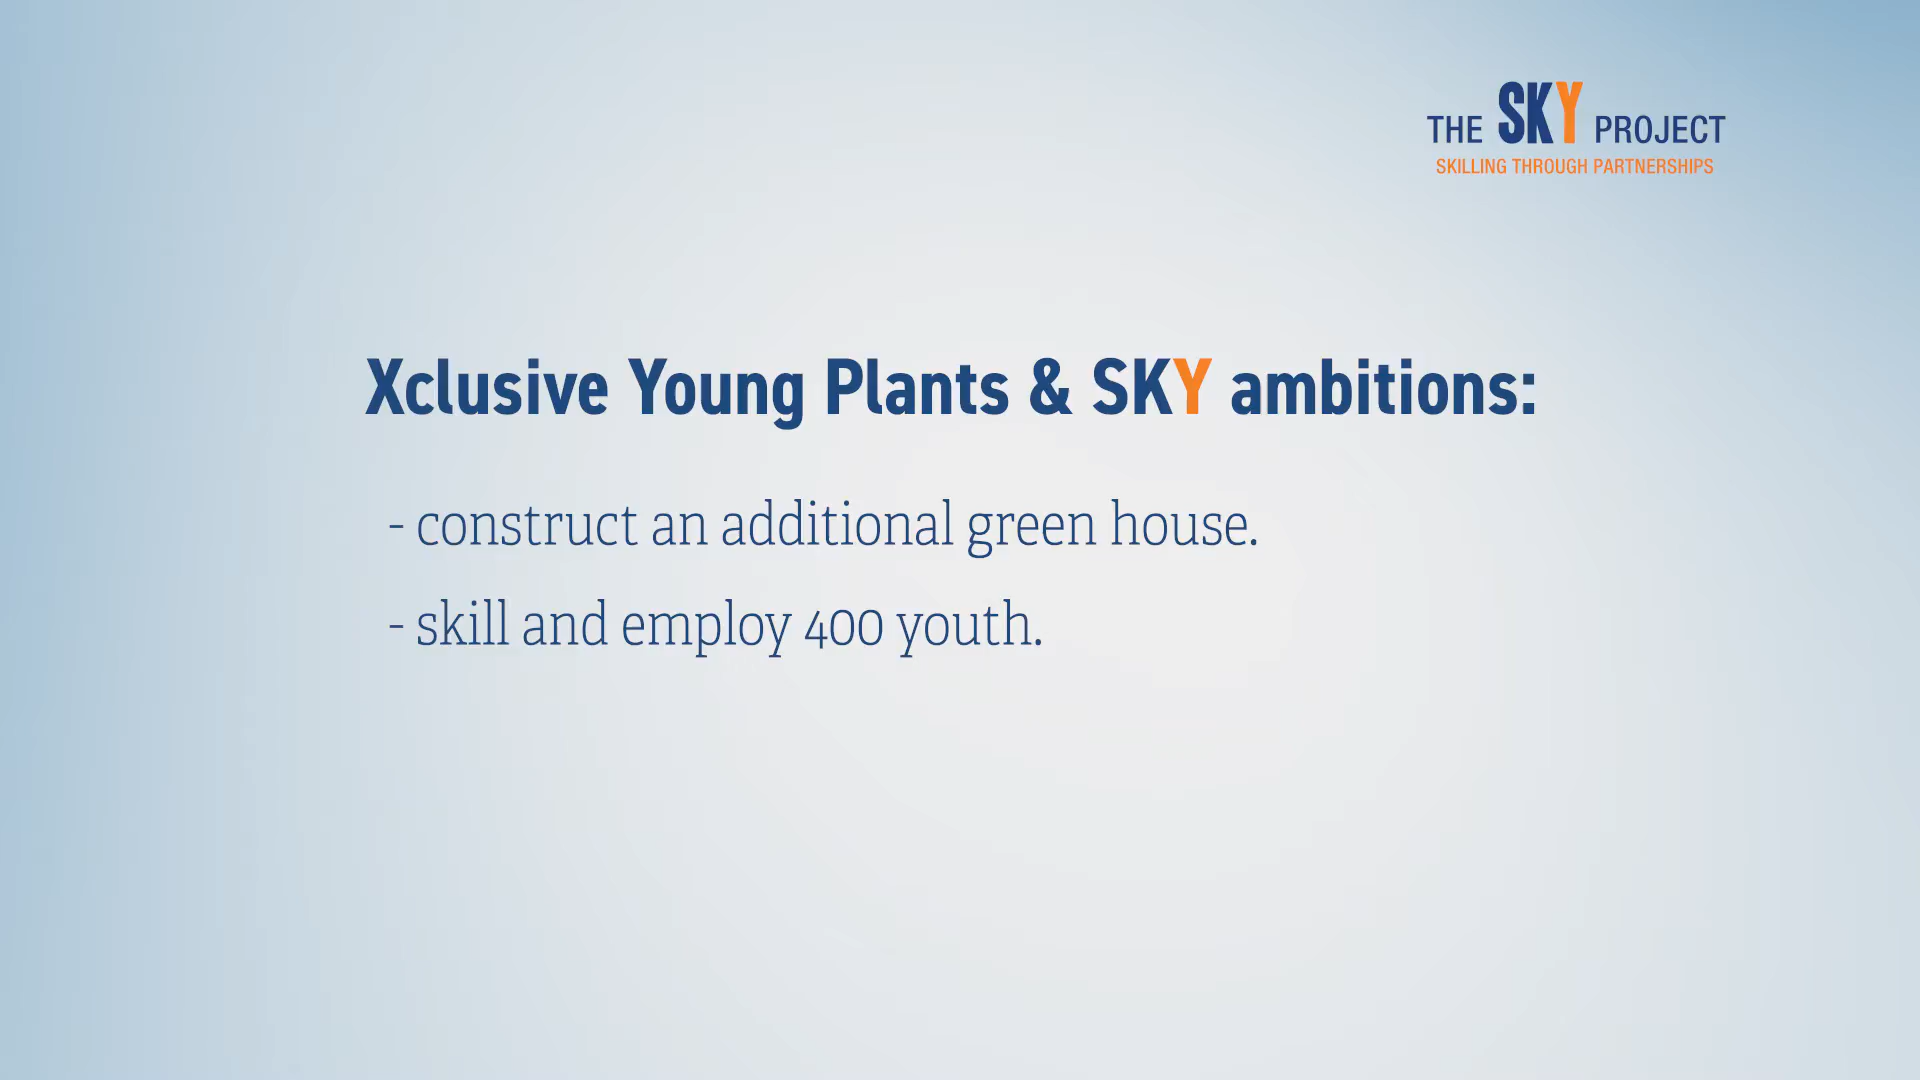 THE SKY PROJECT
SKILLING THROUGH PARTNERSHIPS
Xclusive Young Plants & SKY ambitions:
- construct an additional green house.
- skill and employ 400 youth.